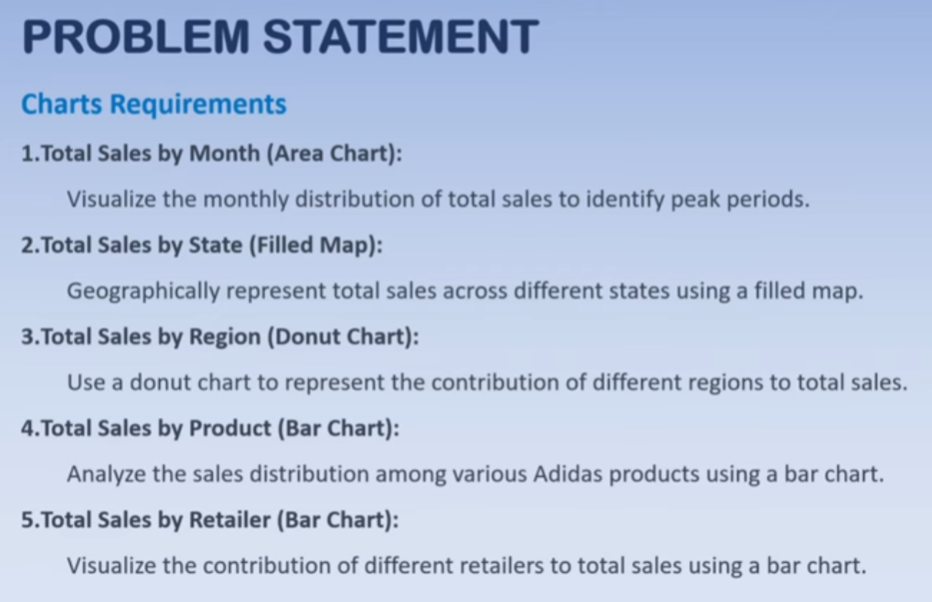 PROBLEM STATEMENT
Charts Requirements
1.Total Sales by Month (Area Chart):
Visualize the monthly distribution of total sales to identify peak periods.
2.Total Sales by State (Filled Map):
Geographically represent total sales across different states using a filled map.
3.Total Sales by Region (Donut Chart):
Use a donut chart to represent the contribution of different regions to total sales.
4.Total Sales by Product (Bar Chart):
Analyze the sales distribution among various Adidas products using a bar chart.
5.Total Sales by Retailer (Bar Chart):
Visualize the contribution of different retailers to total sales using a bar chart.